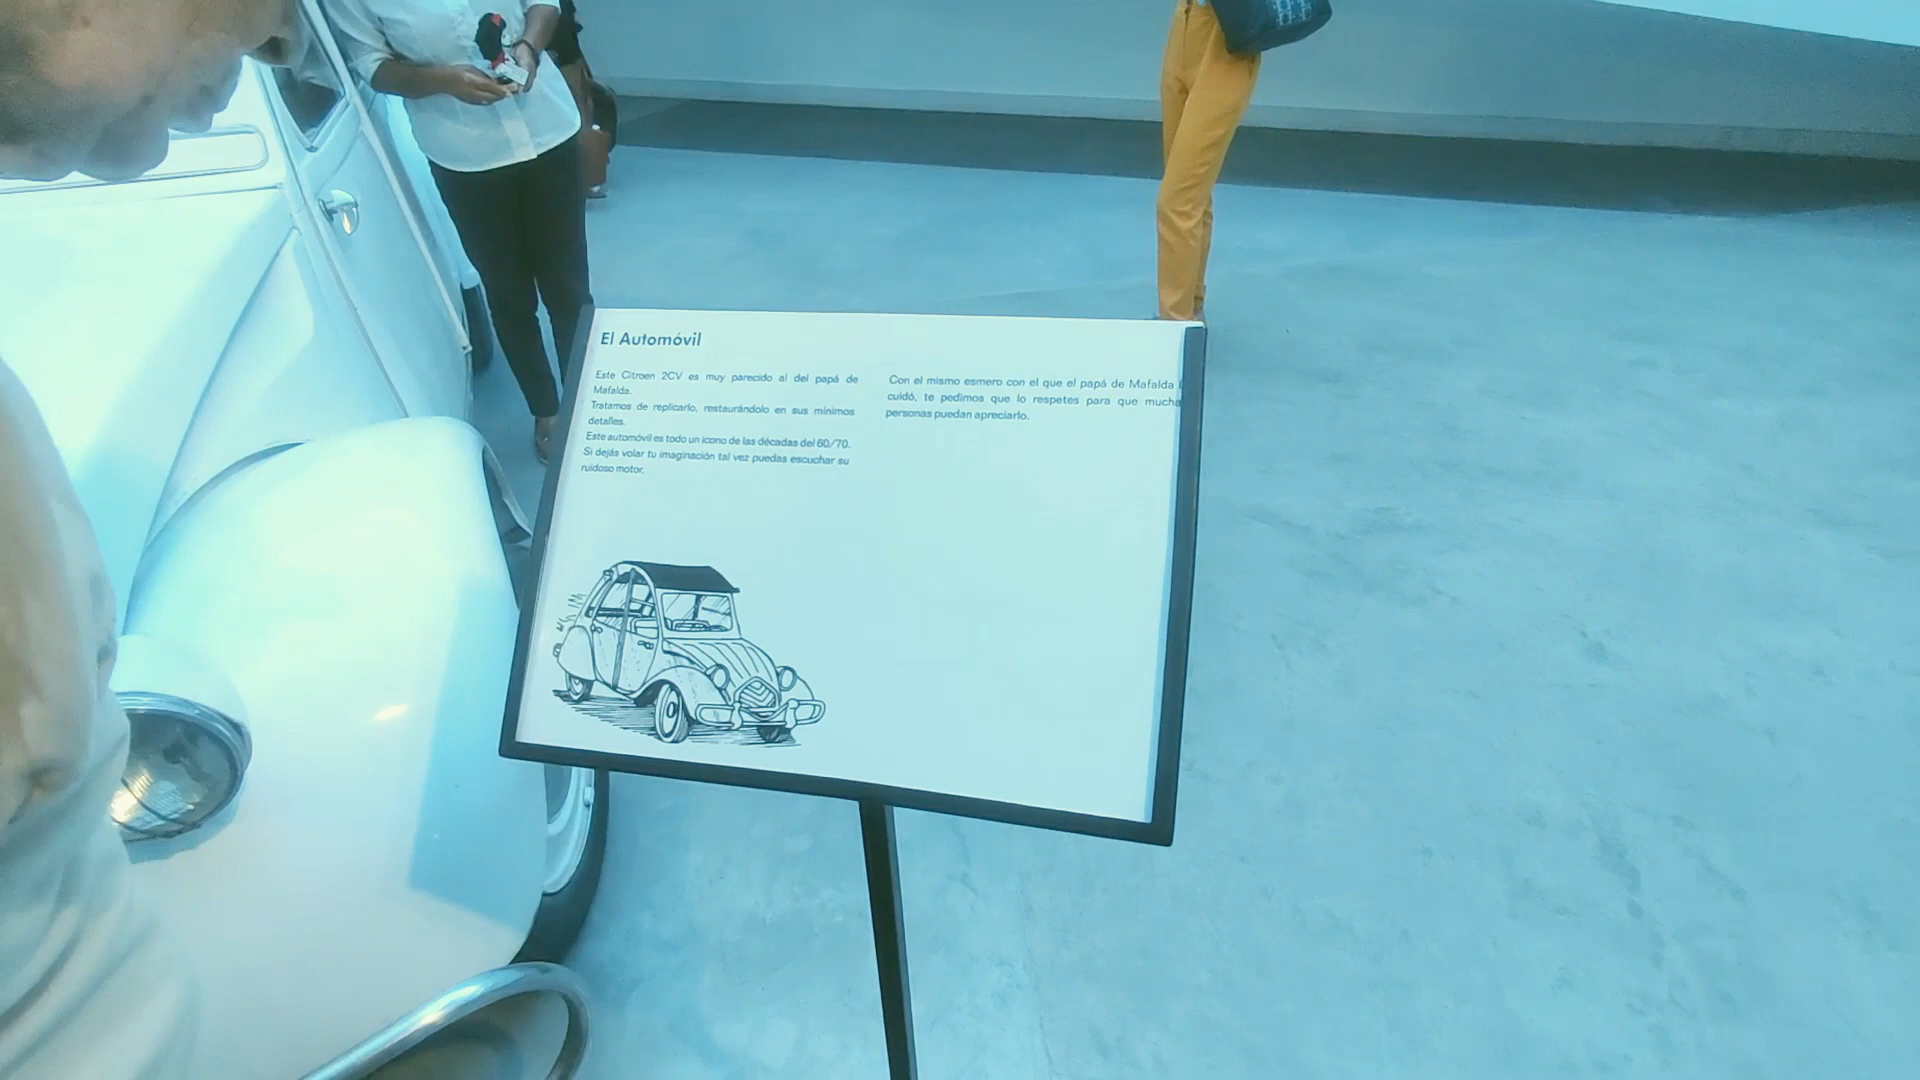 El Automóvil
Este Citroen 2CV es muy parecido al del papá de
Mafalda.
Tratamos de replicarlo, restaurándolo en sus mínimos
detalles.
Este automóvil es todo un icono de las décadas del 60/70.
Si dejás volar tu imaginación tal vez puedas escuchar su
ruidoso motor.
Con el mismo esmero con el que el papá de Mafalda
cuidó, te pedimos que lo respetes para que mucha
personas puedan apreciarlo.